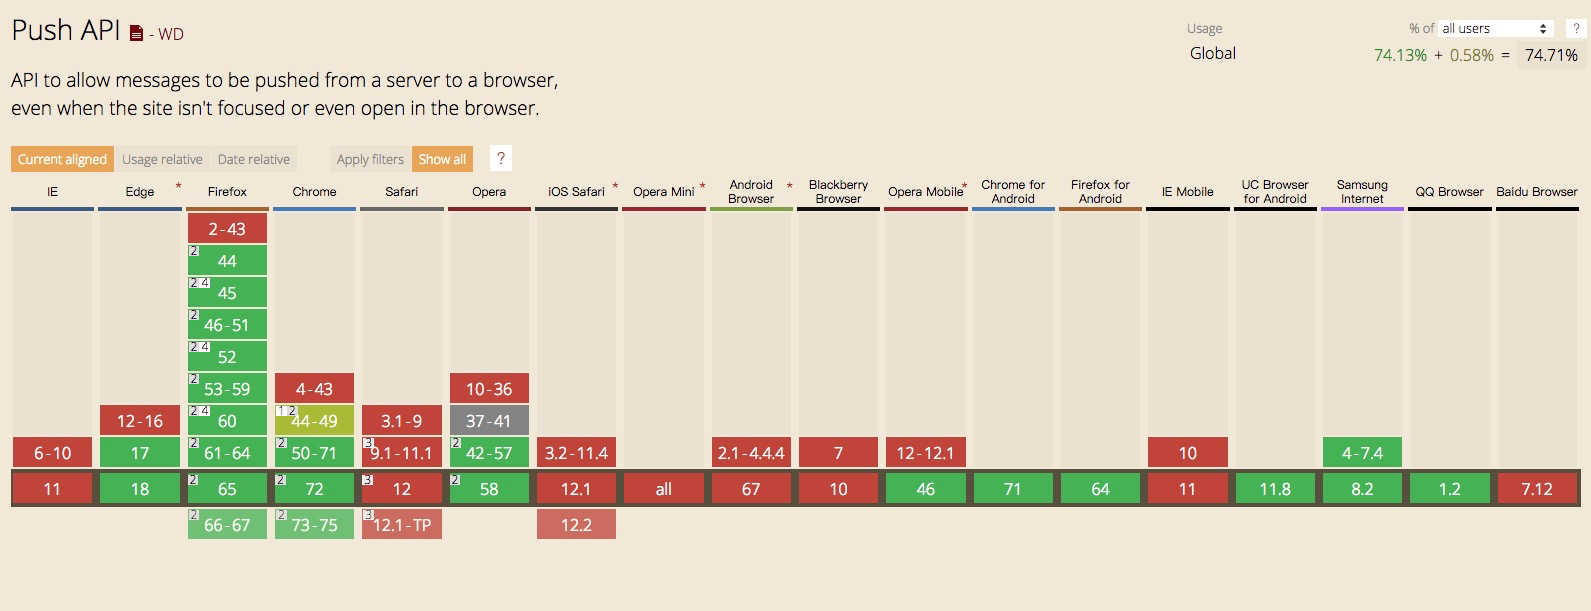 Push API - WD
Usage % of all users ?
Global 74.13% + 0.58% = 74.71%
API to allow messages to be pushed from a server to a browser,
even when the site isn't focused or even open in the browser.
Current aligned Usage relative Date relative Apply filters Show all ?
IE Edge * Firefox Chrome Safari Opera iOS Safari * Opera Mini * Android Browser * Blackberry Browser Opera Mobile * Chrome for Android Firefox for Android IE Mobile UC Browser for Android Samsung Internet QQ Browser Baidu Browser
2-43
2 44
2 4 45
2 46-51
2 4 52
2 53-59 4-43 10-36
12-16 2 4 60 1 2 44-49 3.1-9 37-41
6-10 17 2 61-64 2 50-71 3 9.1-11.1 2 42-57 3.2-11.4 2.1-4.4.4 7 12-12.1 10 4-7.4
11 18 2 65 2 72 3 12 2 58 12.1 all 67 10 46 71 64 11 11.8 8.2 1.2 7.12
2 66-67 2 73-75 3 12.1-TP 12.2